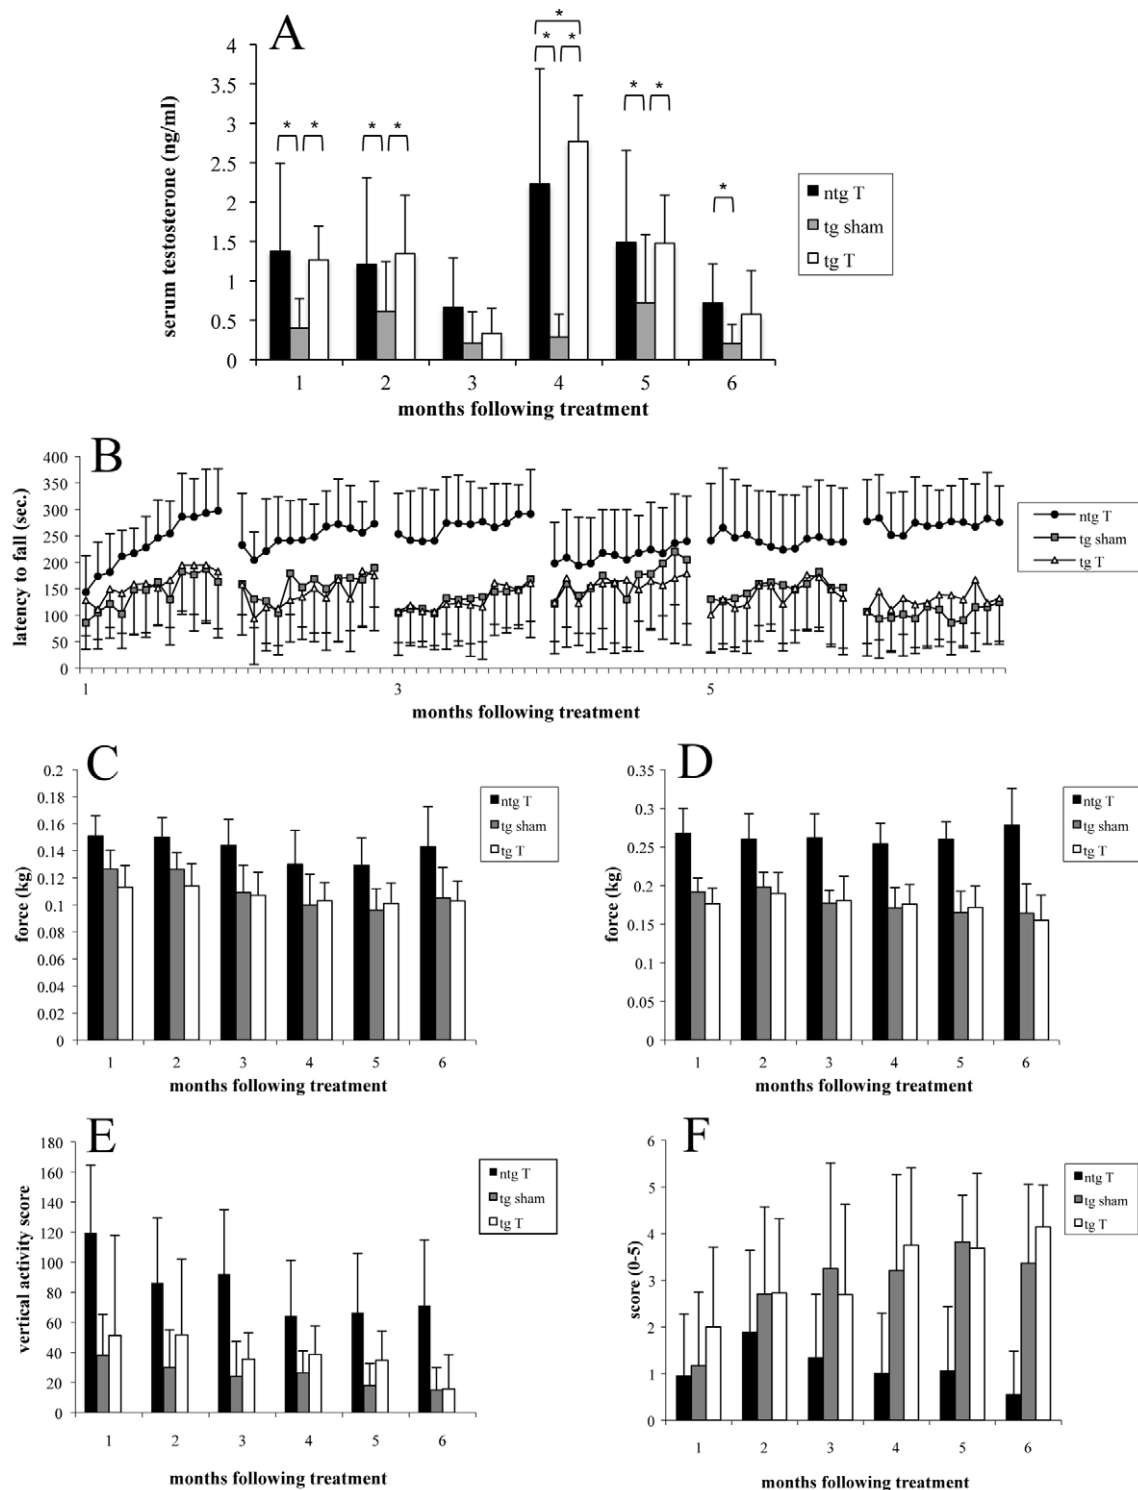 A
* * * * * * * * * * *
4
3.5
3
2.5
2
1.5
1
0.5
0
serum testosterone (ng/ml)
1 2 3 4 5 6
months following treatment
ntg T
tg sham
tg T
B
400
350
300
250
200
150
100
50
0
latency to fall (sec.)
1 3 5
months following treatment
ntg T
tg sham
tg T
C
0.2
0.18
0.16
0.14
0.12
0.1
0.08
0.06
0.04
0.02
0
force (kg)
1 2 3 4 5 6
months following treatment
ntg T
tg sham
tg T
D
0.35
0.3
0.25
0.2
0.15
0.1
0.05
0
force (kg)
1 2 3 4 5 6
months following treatment
ntg T
tg sham
tg T
E
180
160
140
120
100
80
60
40
20
0
vertical activity score
1 2 3 4 5 6
months following treatment
ntg T
tg sham
tg T
F
6
5
4
3
2
1
0
score (0-5)
1 2 3 4 5 6
months following treatment
ntg T
tg sham
tg T